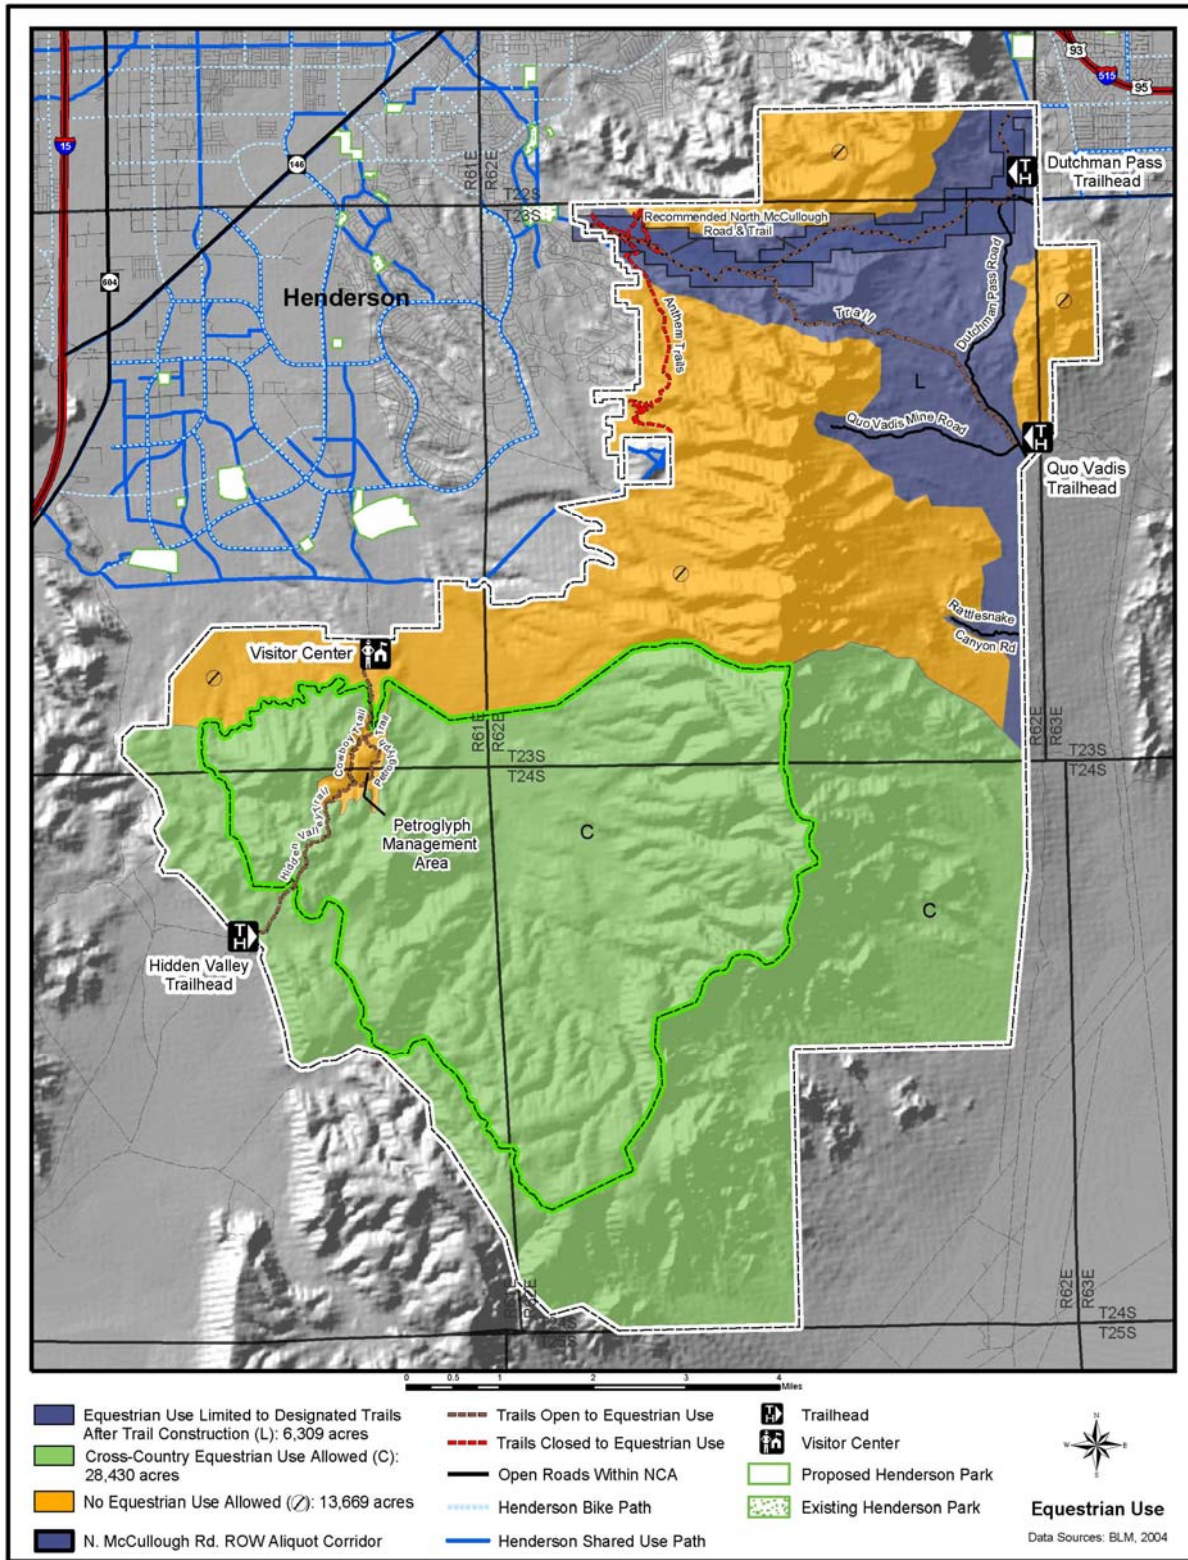 93
515
95
15
146
R61E
R62E
T22S
T23S
Dutchman Pass
Trailhead
Recommended North McCullough
Road & Trail
604
Henderson
Anthem Trails
Trail
Dutchman Pass Road
L
Quo Vadis Mine Road
Quo Vadis
Trailhead
Rattlesnake
Canyon Rd
Visitor Center
Cowboy Trail
R61E
R62E
R62E
R63E
T23S
T24S
T23S
T24S
Hidden Valley Trail
Petroglyph
Management
Area
C
C
Hidden Valley
Trailhead
R62E
R63E
T24S
T25S
0 0.5 1 2 3 4
Miles
Equestrian Use Limited to Designated Trails
After Trail Construction (L): 6,309 acres
Cross-Country Equestrian Use Allowed (C):
28,430 acres
No Equestrian Use Allowed (⊘): 13,669 acres
N. McCullough Rd. ROW Aliquot Corridor
Trails Open to Equestrian Use
Trails Closed to Equestrian Use
Open Roads Within NCA
Henderson Bike Path
Henderson Shared Use Path
TH Trailhead
Visitor Center
Proposed Henderson Park
Existing Henderson Park
N
W E
S
Equestrian Use
Data Sources: BLM, 2004